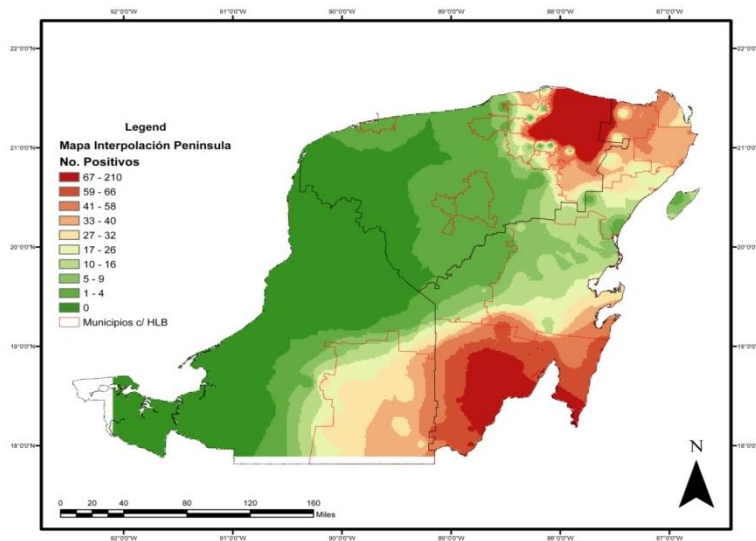 92°0'0"W 91°0'0"W 90°0'0"W 89°0'0"W 88°0'0"W 87°0'0"W
22°0'0"N 22°0'0"N
Legend
Mapa Interpolación Península
No. Positivos
67 - 210
59 - 66
41 - 58
33 - 40
27 - 32
17 - 26
10 - 16
5 - 9
1 - 4
0
Municipios c/ HLB
21°0'0"N 21°0'0"N
20°0'0"N 20°0'0"N
19°0'0"N 19°0'0"N
18°0'0"N 18°0'0"N
N
0 20 40 80 120 160
Miles
92°0'0"W 91°0'0"W 90°0'0"W 89°0'0"W 88°0'0"W 87°0'0"W